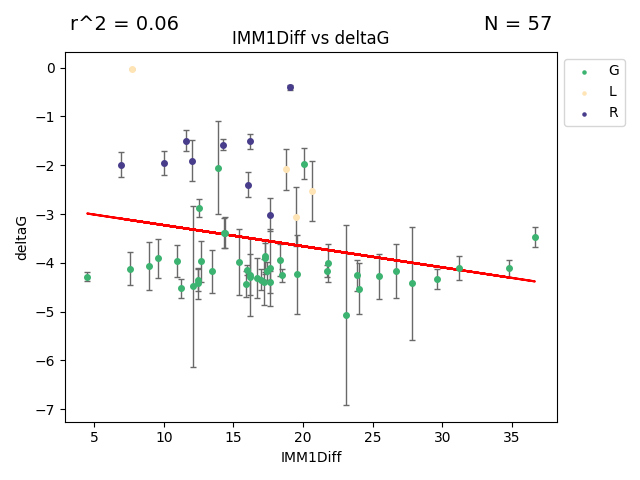 r^2 = 0.06
N = 57
IMM1Diff vs deltaG
G
L
R
0
−1
−2
−3
−4
−5
−6
−7
deltaG
5 10 15 20 25 30 35
IMM1Diff